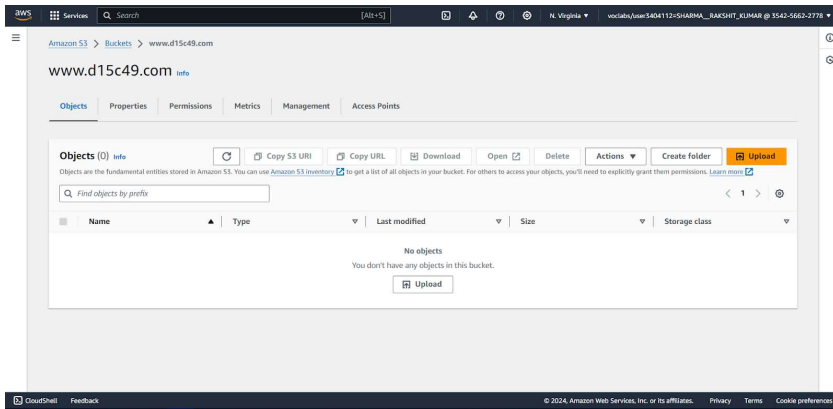 aws Services Search [Alt+S] N. Virginia voclabs/user3404112=SHARMA__RAKSHIT_KUMAR @ 3542-5662-2778
Amazon S3 > Buckets > www.d15c49.com
www.d15c49.com Info
Objects Properties Permissions Metrics Management Access Points
Objects (0) Info Copy S3 URI Copy URL Download Open Delete Actions Create folder Upload
Objects are the fundamental entities stored in Amazon S3. You can use Amazon S3 inventory to get a list of all objects in your bucket. For others to access your objects, you'll need to explicitly grant them permissions. Learn more
Find objects by prefix < 1 >
Name Type Last modified Size Storage class
No objects
You don't have any objects in this bucket.
Upload
CloudShell Feedback © 2024, Amazon Web Services, Inc. or its affiliates. Privacy Terms Cookie preferences